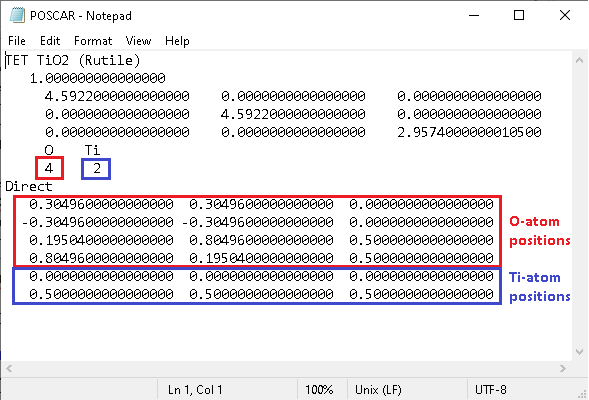 POSCAR - Notepad
File Edit Format View Help
TET TiO2 (Rutile)
1.000000000000000
4.5922000000000000 0.0000000000000000 0.0000000000000000
0.0000000000000000 4.5922000000000000 0.0000000000000000
0.0000000000000000 0.0000000000000000 2.9574000000010500
O Ti
4 2
Direct
0.3049600000000000 0.3049600000000000 0.0000000000000000
-0.3049600000000000 -0.3049600000000000 0.0000000000000000
0.1950400000000000 0.8049600000000000 0.5000000000000000
0.8049600000000000 0.1950400000000000 0.5000000000000000
O-atom
positions
0.0000000000000000 0.0000000000000000 0.0000000000000000
0.5000000000000000 0.5000000000000000 0.5000000000000000
Ti-atom
positions
Ln 1, Col 1 100% Unix (LF) UTF-8